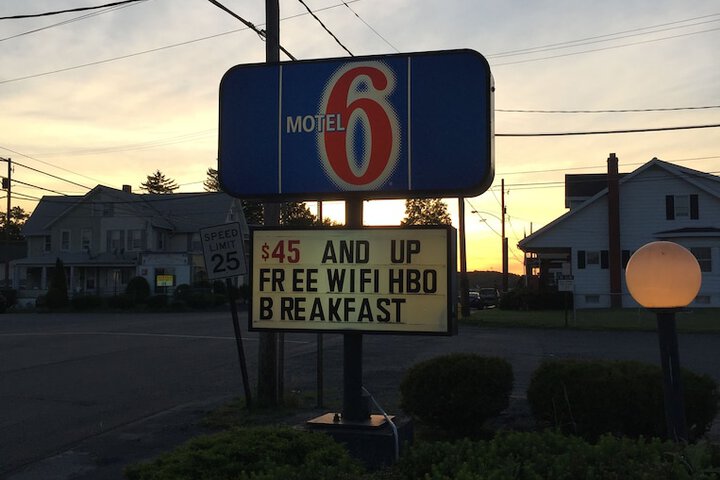 MOTEL 6
SPEED
LIMIT
25
$45 AND UP
FREE WIFI HBO
BREAKFAST